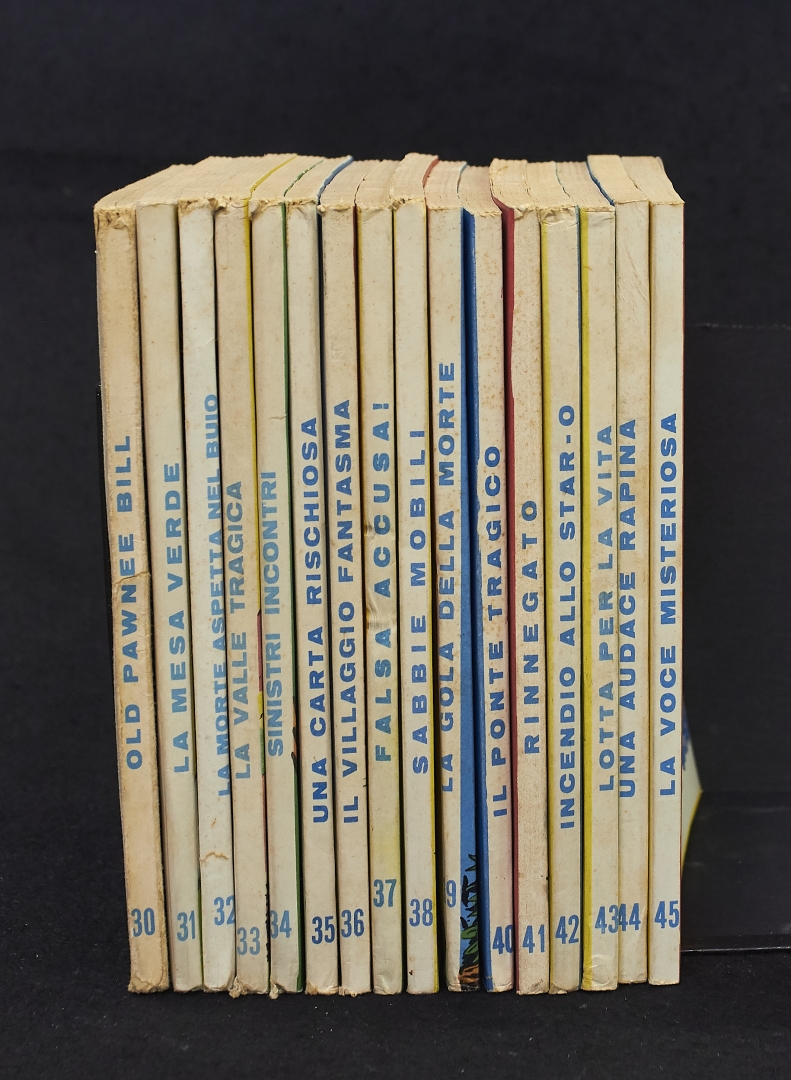 OLD PAWNEE BILL
30
LA MESA VERDE
31
LA MORTE ASPETTA NEL BUIO
32
LA VALLE TRAGICA
33
SINISTRI INCONTRI
34
UNA CARTA RISCHIOSA
35
IL VILLAGGIO FANTASMA
36
FALSA ACCUSA!
37
SABBIE MOBILI
38
LA GOLA DELLA MORTE
9
IL PONTE TRAGICO
40
RINNEGATO
41
INCENDIO ALLO STAR-O
42
LOTTA PER LA VITA
43
UNA AUDACE RAPINA
44
LA VOCE MISTERIOSA
45